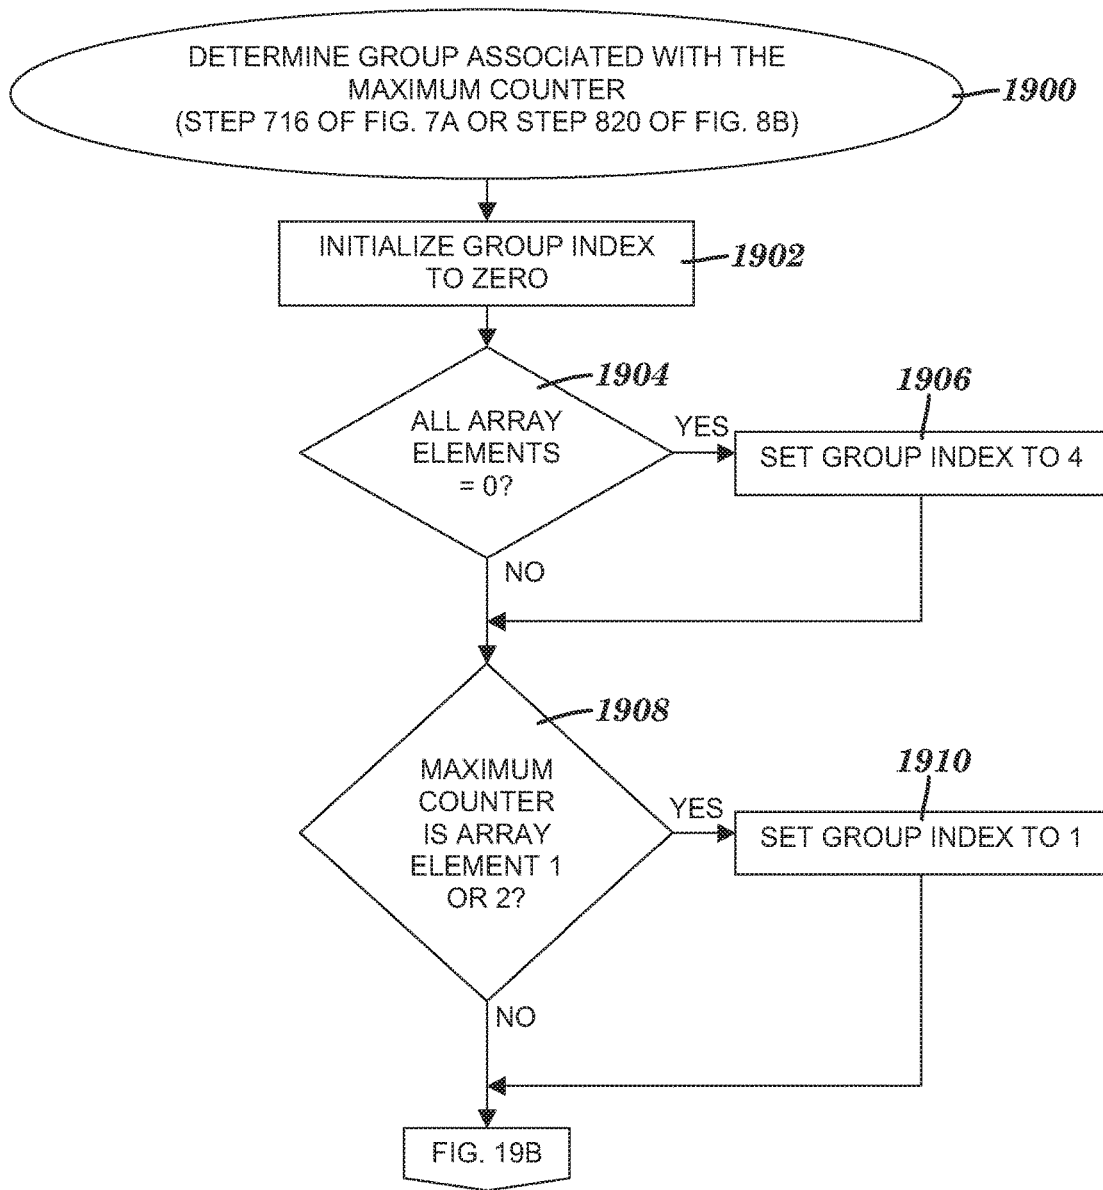 DETERMINE GROUP ASSOCIATED WITH THE
MAXIMUM COUNTER
(STEP 716 OF FIG. 7A OR STEP 820 OF FIG. 8B)
1900
INITIALIZE GROUP INDEX
TO ZERO
1902
1904
ALL ARRAY
ELEMENTS
= 0?
YES
1906
SET GROUP INDEX TO 4
NO
1908
MAXIMUM
COUNTER
IS ARRAY
ELEMENT 1
OR 2?
YES
1910
SET GROUP INDEX TO 1
NO
FIG. 19B